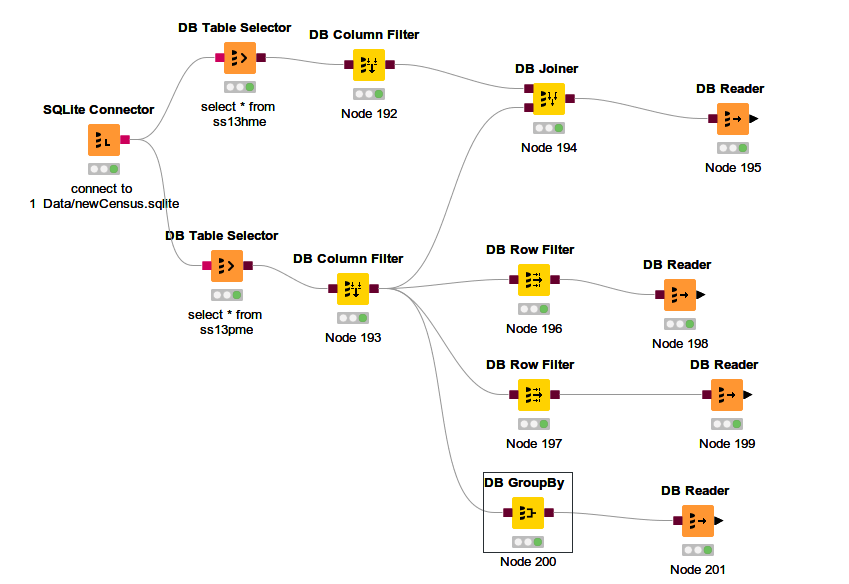 DB Table Selector
DB Column Filter
DB Joiner
DB Reader
SQLite Connector
select * from
ss13hme
Node 192
Node 194
Node 195
connect to
1 Data/newCensus.sqlite
DB Table Selector
DB Column Filter
DB Row Filter
DB Reader
select * from
ss13pme
Node 193
Node 196
Node 198
DB Row Filter
DB Reader
Node 197
Node 199
DB GroupBy
DB Reader
Node 200
Node 201